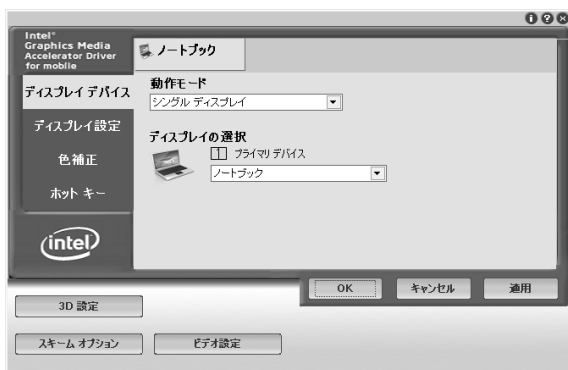 Intel®
Graphics Media
Accelerator Driver
for mobile
ノートブック
ディスプレイ デバイス
ディスプレイ設定
色補正
ホット キー
intel
動作モード
シングル ディスプレイ
ディスプレイの選択
1 プライマリ デバイス
ノートブック
OK
キャンセル
適用
3D 設定
スキーム オプション
ビデオ設定